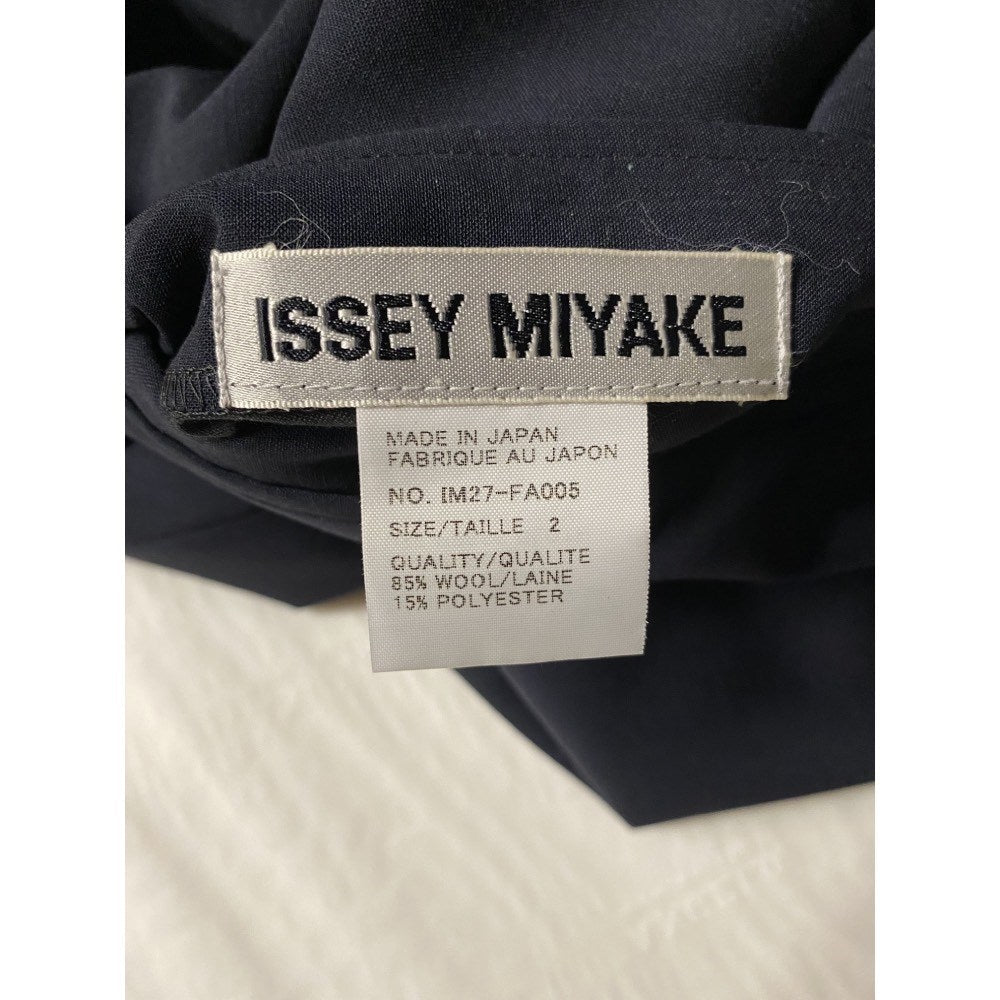 ISSEY MIYAKE
MADE IN JAPAN
FABRIQUE AU JAPON
NO. IM27-FA005
SIZE/TAILLE 2
QUALITY/QUALITE
85% WOOL/LAINE
15% POLYESTER